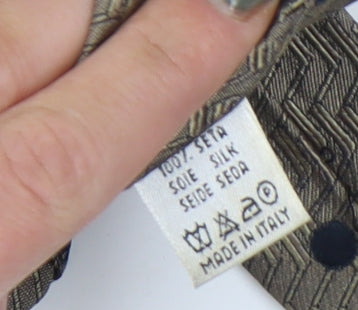 100% SETA
SOIE SILK
SEIDE SEDA
P
MADE IN ITALY